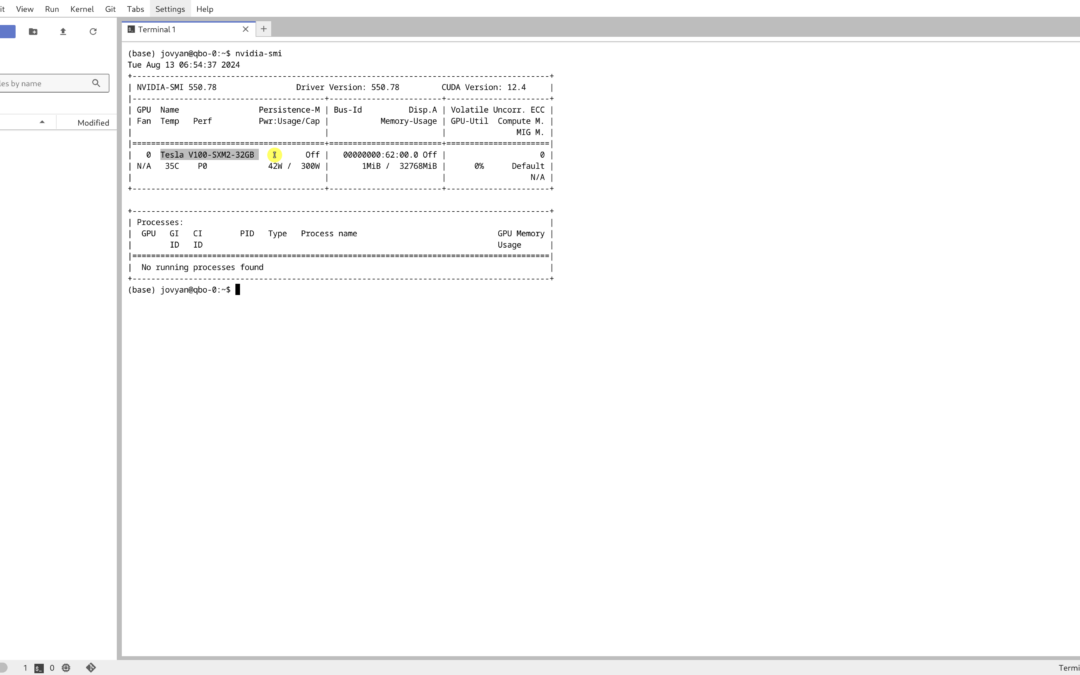 it View Run Kernel Git Tabs Settings Help
Terminal 1
les by name
Modified
(base) jovyan@qbo-0:~$ nvidia-smi
Tue Aug 13 06:54:37 2024
+-----------------------------------------------------------------------------------------+
| NVIDIA-SMI 550.78                 Driver Version: 550.78         CUDA Version: 12.4     |
|-----------------------------------------+------------------------+----------------------+
| GPU  Name                 Persistence-M | Bus-Id          Disp.A | Volatile Uncorr. ECC |
| Fan  Temp   Perf          Pwr:Usage/Cap |           Memory-Usage | GPU-Util  Compute M. |
|                                         |                        |               MIG M. |
|=========================================+========================+======================|
|   0  Tesla V100-SXM2-32GB           Off |   00000000:62:00.0 Off |                    0 |
| N/A   35C    P0              42W /  300W |       1MiB /  32768MiB |      0%      Default |
|                                         |                        |                  N/A |
+-----------------------------------------+------------------------+----------------------+
+-----------------------------------------------------------------------------------------+
| Processes:                                                                              |
|  GPU   GI   CI        PID   Type   Process name                              GPU Memory |
|        ID   ID                                                               Usage      |
|=========================================================================================|
|  No running processes found                                                             |
+-----------------------------------------------------------------------------------------+
(base) jovyan@qbo-0:~$
1 0 Termi